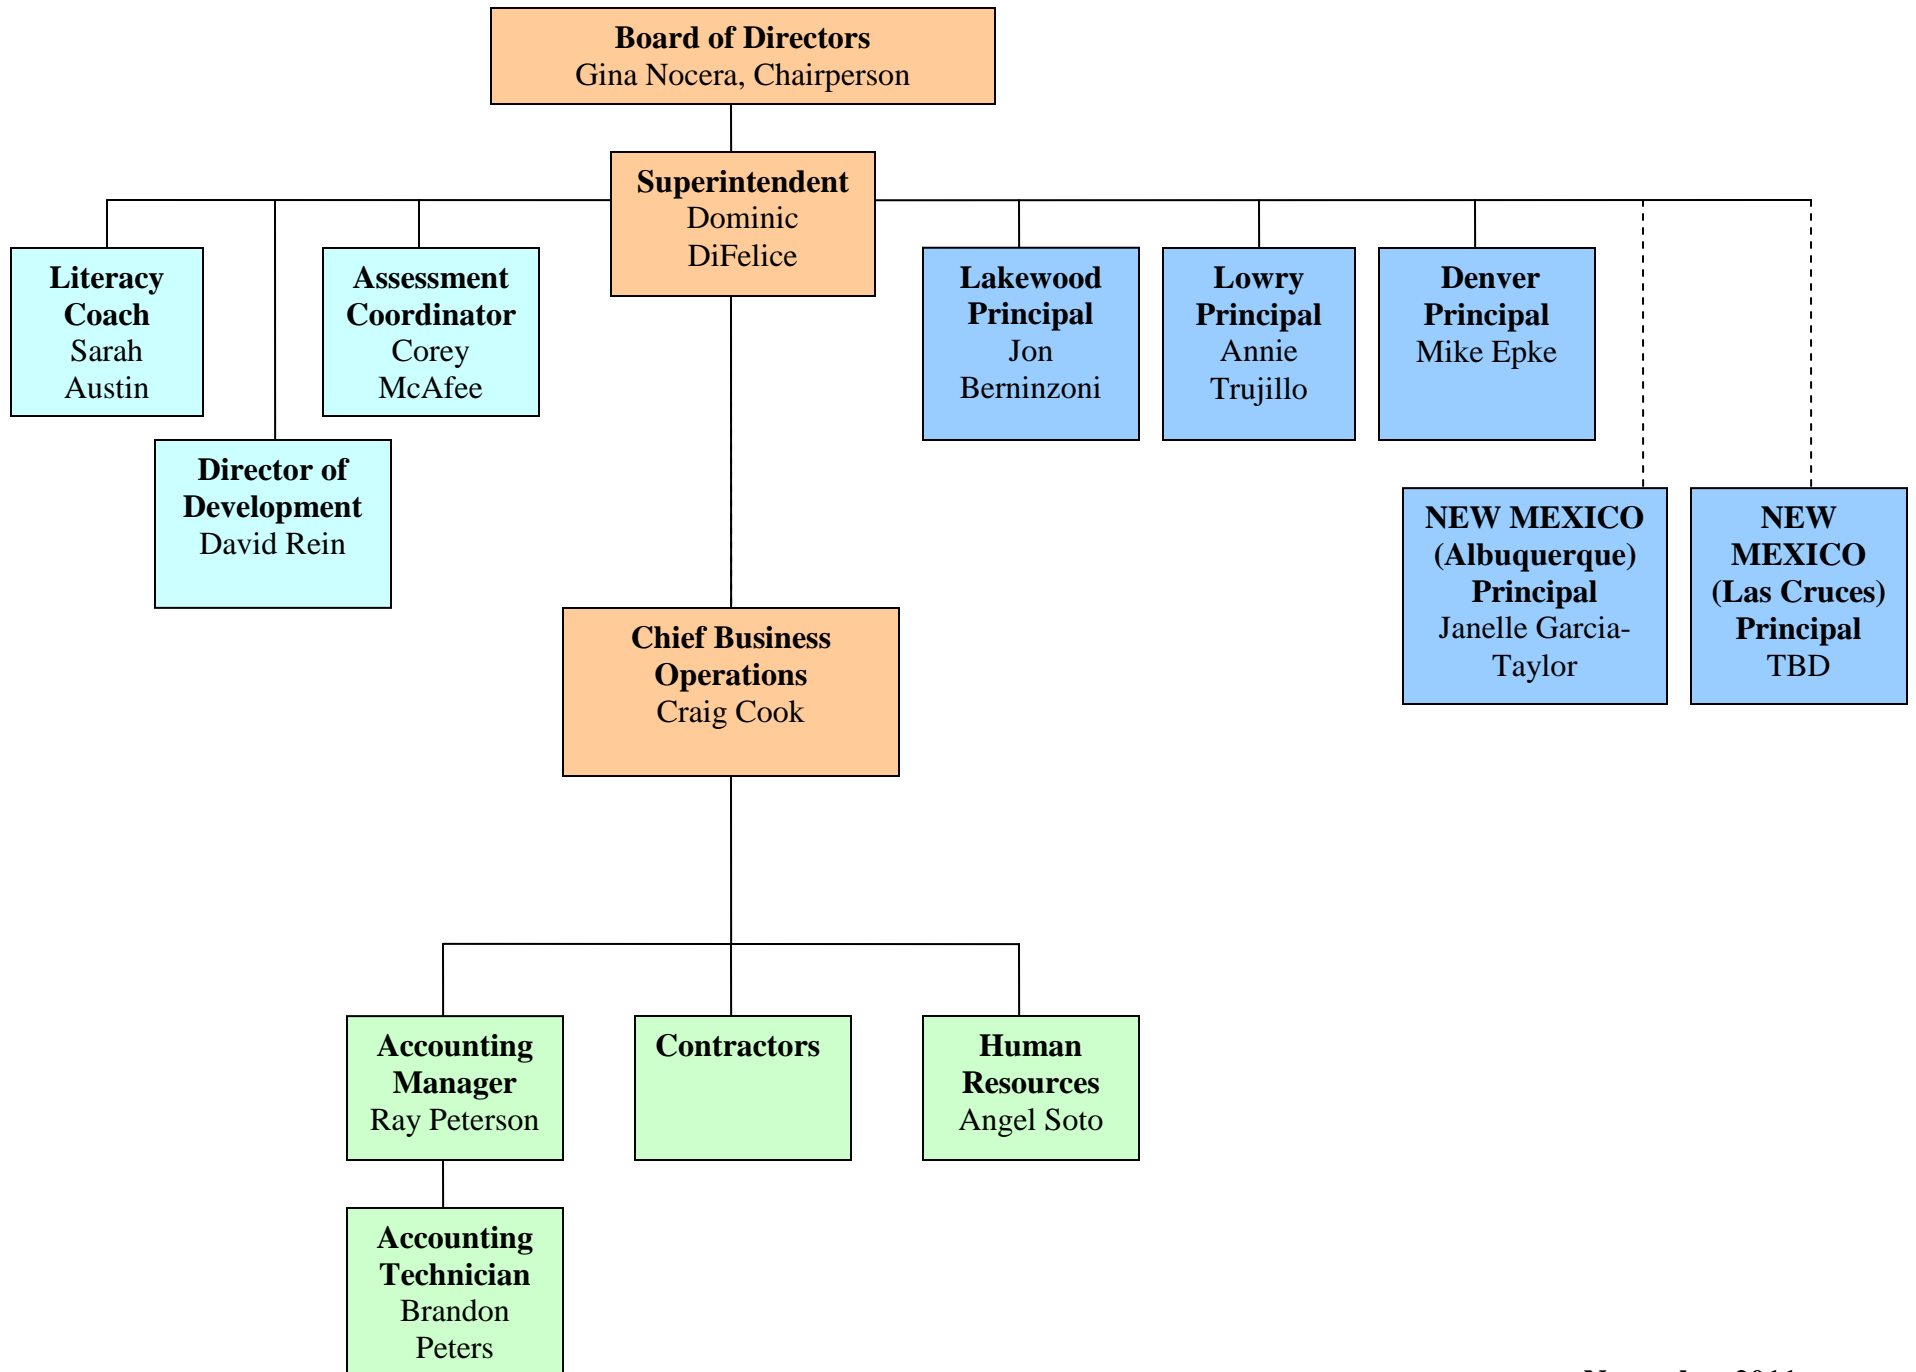 Board of Directors
Gina Nocera, Chairperson
Superintendent
Dominic
DiFelice
Literacy
Coach
Sarah
Austin
Assessment
Coordinator
Corey
McAfee
Lakewood
Principal
Jon
Berninzoni
Lowry
Principal
Annie
Trujillo
Denver
Principal
Mike Epke
Director of
Development
David Rein
NEW MEXICO
(Albuquerque)
Principal
Janelle Garcia-
Taylor
NEW
MEXICO
(Las Cruces)
Principal
TBD
Chief Business
Operations
Craig Cook
Accounting
Manager
Ray Peterson
Contractors
Human
Resources
Angel Soto
Accounting
Technician
Brandon
Peters
November 2011